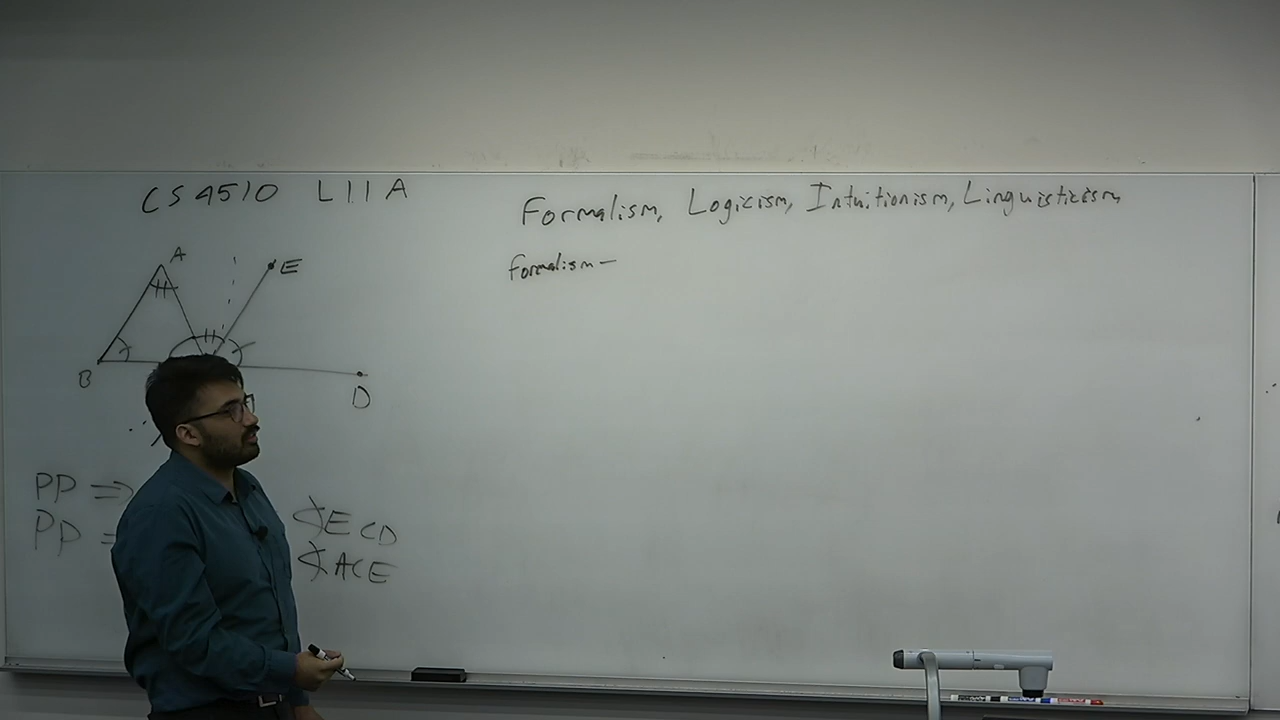 CS 4510 L11A
Formalism, Logicism, Intuitionism, Linguisticism
Formalism -
A
E
B
D
PP ⇒
∢ECD
PP =
∢ACE